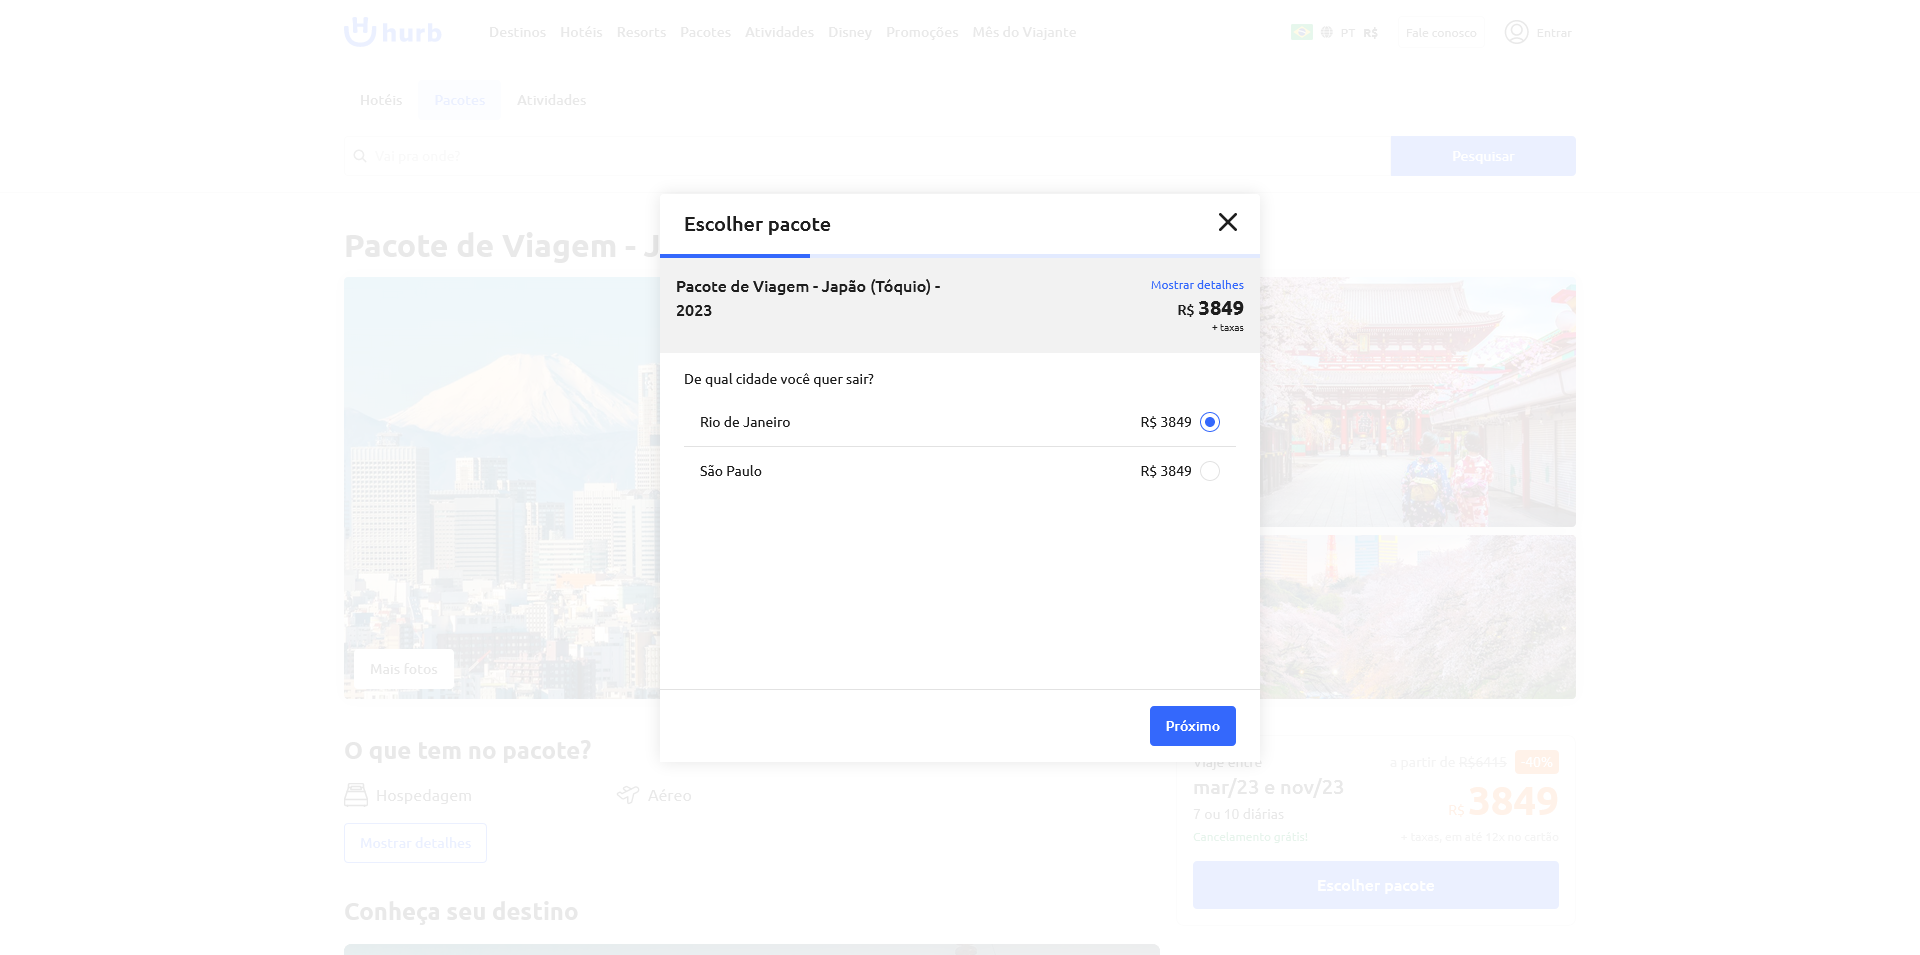 hurb
Destinos Hotéis Resorts Pacotes Atividades Disney Promoções Mês do Viajante
PT R$ Fale conosco Entrar
Hotéis Pacotes Atividades
Vai pra onde? Pesquisar
Pacote de Viagem - J
Escolher pacote
Pacote de Viagem - Japão (Tóquio) -
2023
Mostrar detalhes
R$ 3849
+ taxas
De qual cidade você quer sair?
Rio de Janeiro R$ 3849
São Paulo R$ 3849
Próximo
Mais fotos
O que tem no pacote?
Hospedagem Aéreo
Mostrar detalhes
Conheça seu destino
Viaje entre
mar/23 e nov/23
7 ou 10 diárias
Cancelamento grátis!
a partir de R$6415 -40%
R$ 3849
+ taxas, em até 12x no cartão
Escolher pacote